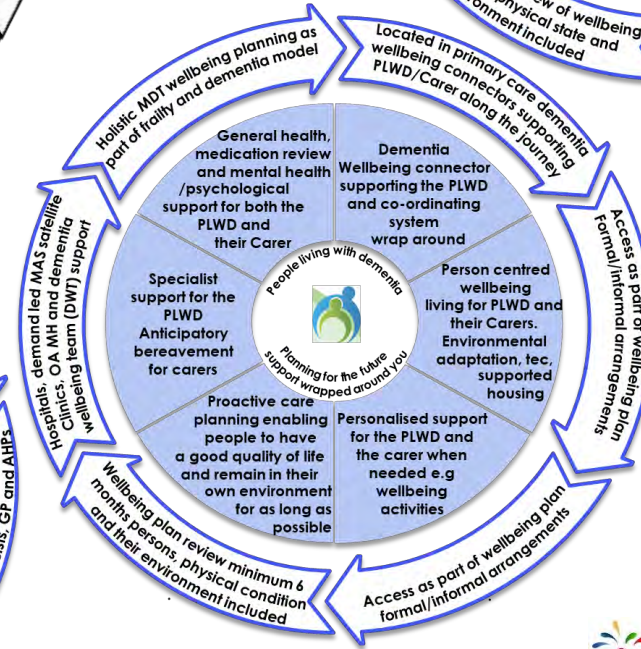 ew of wellbeing
physical state and
onment included
Holistic MDT wellbeing planning as
part of frailty and dementia model
Located in primary care dementia
wellbeing connectors supporting
PLWD/Carer along the journey
Access as part of wellbeing plan
Formal/informal arrangements
Access as part of wellbeing plan
formal/informal arrangements
Wellbeing plan review minimum 6
months persons, physical condition
and their environment included
Hospitals, demand led MAS satellite
Clinics, OA MH and dementia
wellbeing team (DWT) support
General health,
medication review
and mental health
/psychological
support for both the
PLWD and
their Carer
Dementia
Wellbeing connector
supporting the PLWD
and co-ordinating
system
wrap around
Person centred
wellbeing
living for PLWD and
their Carers.
Environmental
adaptation, tec,
supported
housing
Personalised support
for the PLWD and
the carer when
needed e.g
wellbeing
activities
Proactive care
planning enabling
people to have
a good quality of life
and remain in their
own environment
for as long as
possible
Specialist
support for the
PLWD
Anticipatory
bereavement
for carers
People living with dementia
Planning for the future
support wrapped around you
GP and AHPs